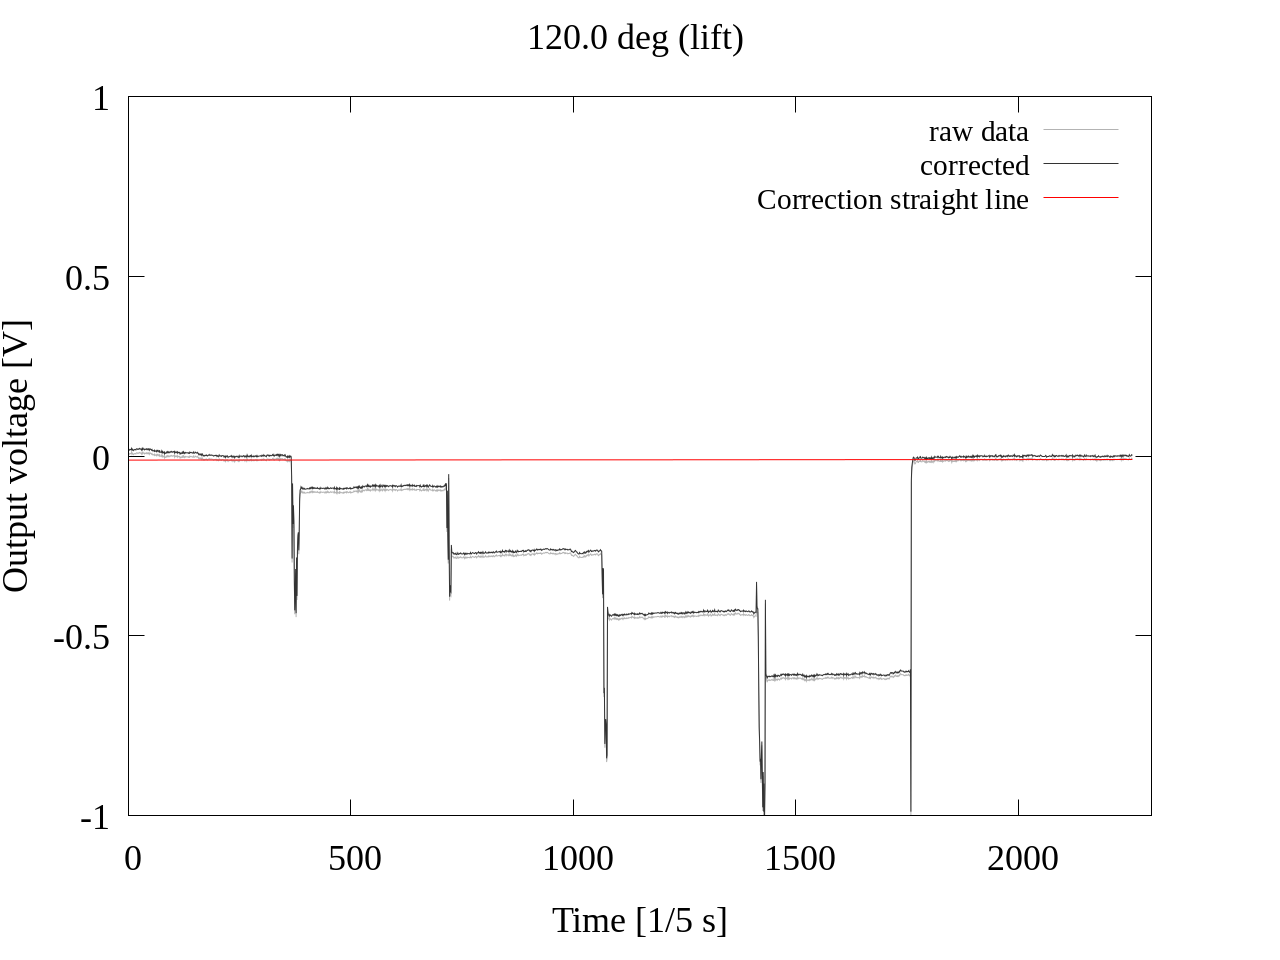 120.0 deg (lift)
1
0.5
0
-0.5
-1
Output voltage [V]
raw data
corrected
Correction straight line
0
500
1000
1500
2000
Time [1/5 s]